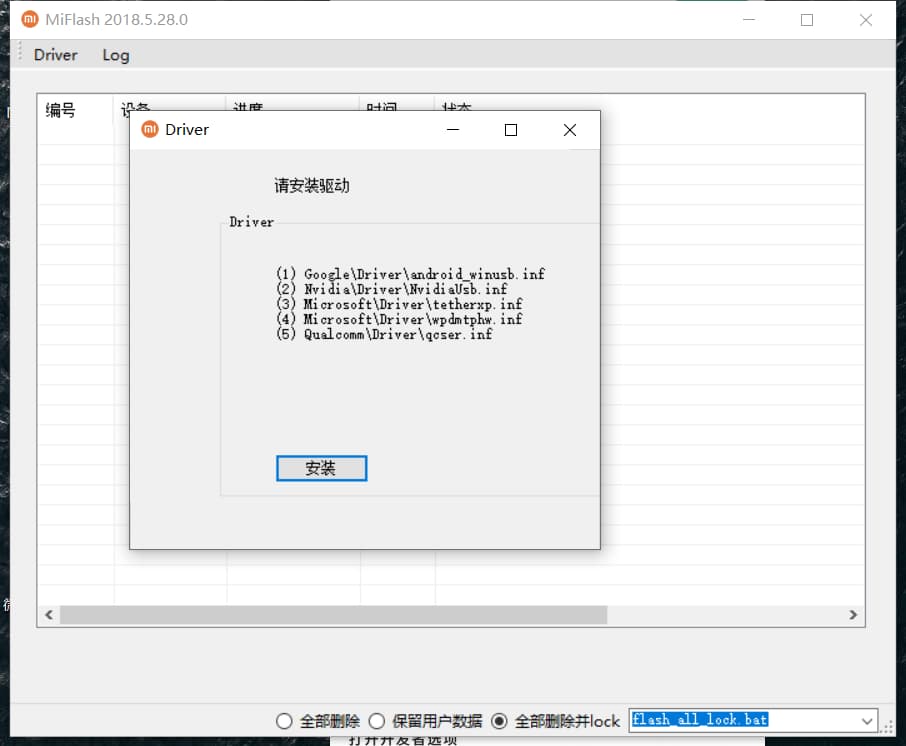 MiFlash 2018.5.28.0
Driver Log
编号 设备 进度 时间 状态
Driver
请安装驱动
Driver
(1) Google\Driver\android_winusb.inf
(2) Nvidia\Driver\NvidiaUsb.inf
(3) Microsoft\Driver\tetherxp.inf
(4) Microsoft\Driver\wpdmtphw.inf
(5) Qualcomm\Driver\qcser.inf
安装
全部删除 保留用户数据 全部删除并lock flash_all_lock.bat
打开开发者选项